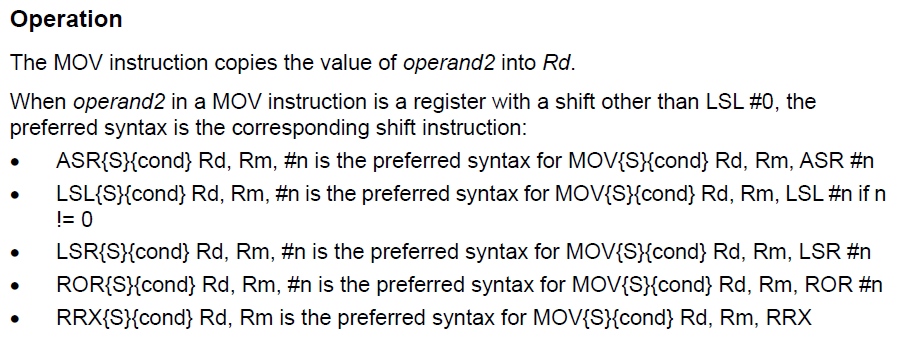 Operation
The MOV instruction copies the value of operand2 into Rd.
When operand2 in a MOV instruction is a register with a shift other than LSL #0, the
preferred syntax is the corresponding shift instruction:
• ASR{S}{cond} Rd, Rm, #n is the preferred syntax for MOV{S}{cond} Rd, Rm, ASR #n
• LSL{S}{cond} Rd, Rm, #n is the preferred syntax for MOV{S}{cond} Rd, Rm, LSL #n if n
!= 0
• LSR{S}{cond} Rd, Rm, #n is the preferred syntax for MOV{S}{cond} Rd, Rm, LSR #n
• ROR{S}{cond} Rd, Rm, #n is the preferred syntax for MOV{S}{cond} Rd, Rm, ROR #n
• RRX{S}{cond} Rd, Rm is the preferred syntax for MOV{S}{cond} Rd, Rm, RRX